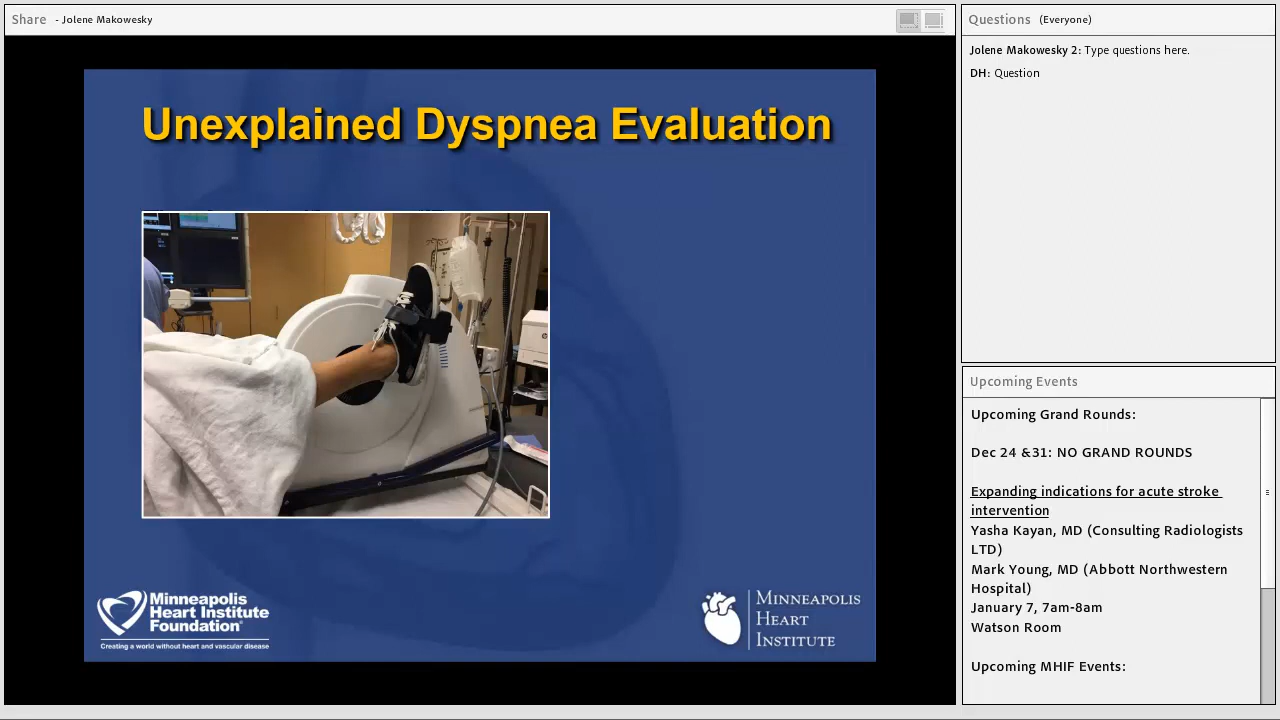 Share - Jolene Makowesky
Unexplained Dyspnea Evaluation
Minneapolis
Heart Institute
Foundation®
Creating a world without heart and vascular disease
MINNEAPOLIS
HEART
INSTITUTE
Questions (Everyone)
Jolene Makowesky 2: Type questions here.
DH: Question
Upcoming Events
Upcoming Grand Rounds:
Dec 24 &31: NO GRAND ROUNDS
Expanding indications for acute stroke
intervention
Yasha Kayan, MD (Consulting Radiologists
LTD)
Mark Young, MD (Abbott Northwestern
Hospital)
January 7, 7am-8am
Watson Room
Upcoming MHIF Events: